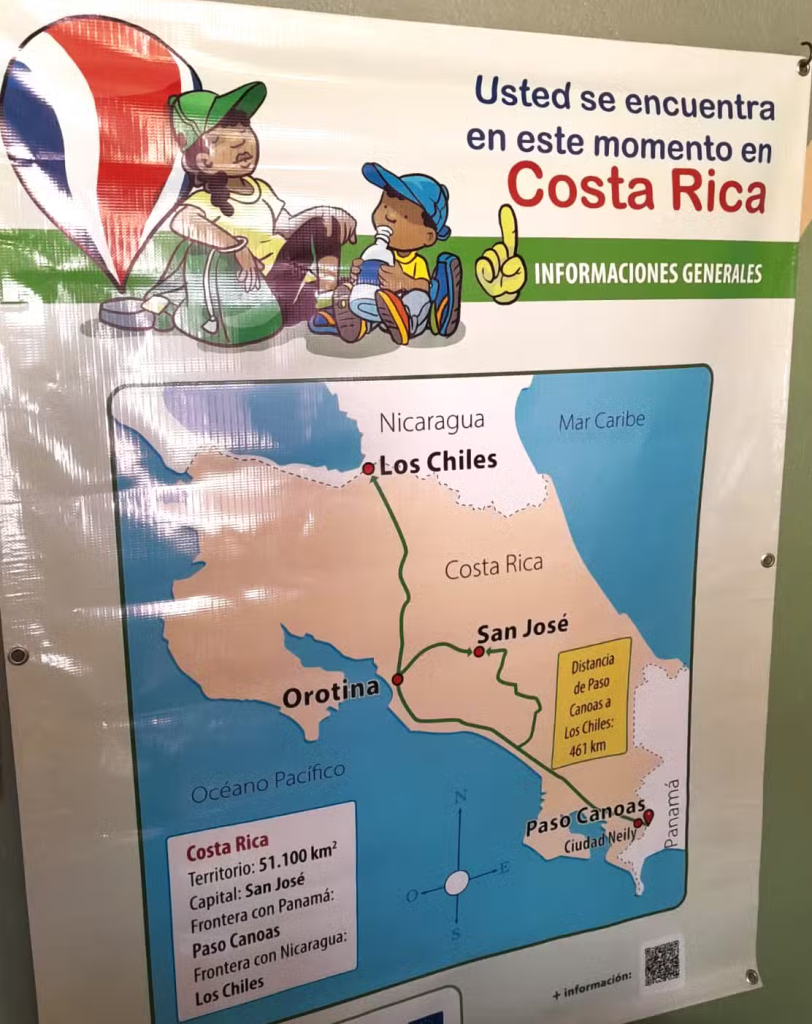 Usted se encuentra
en este momento en
Costa Rica
INFORMACIONES GENERALES
Nicaragua
Mar Caribe
Los Chiles
Costa Rica
San José
Orotina
Distancia
de Paso
Canoas a
Los Chiles:
461 km
Océano Pacífico
Paso Canoas
Ciudad Neily
Panamá
N
O
E
S
Costa Rica
Territorio: 51.100 km²
Capital: San José
Frontera con Panamá:
Paso Canoas
Frontera con Nicaragua:
Los Chiles
+ información: